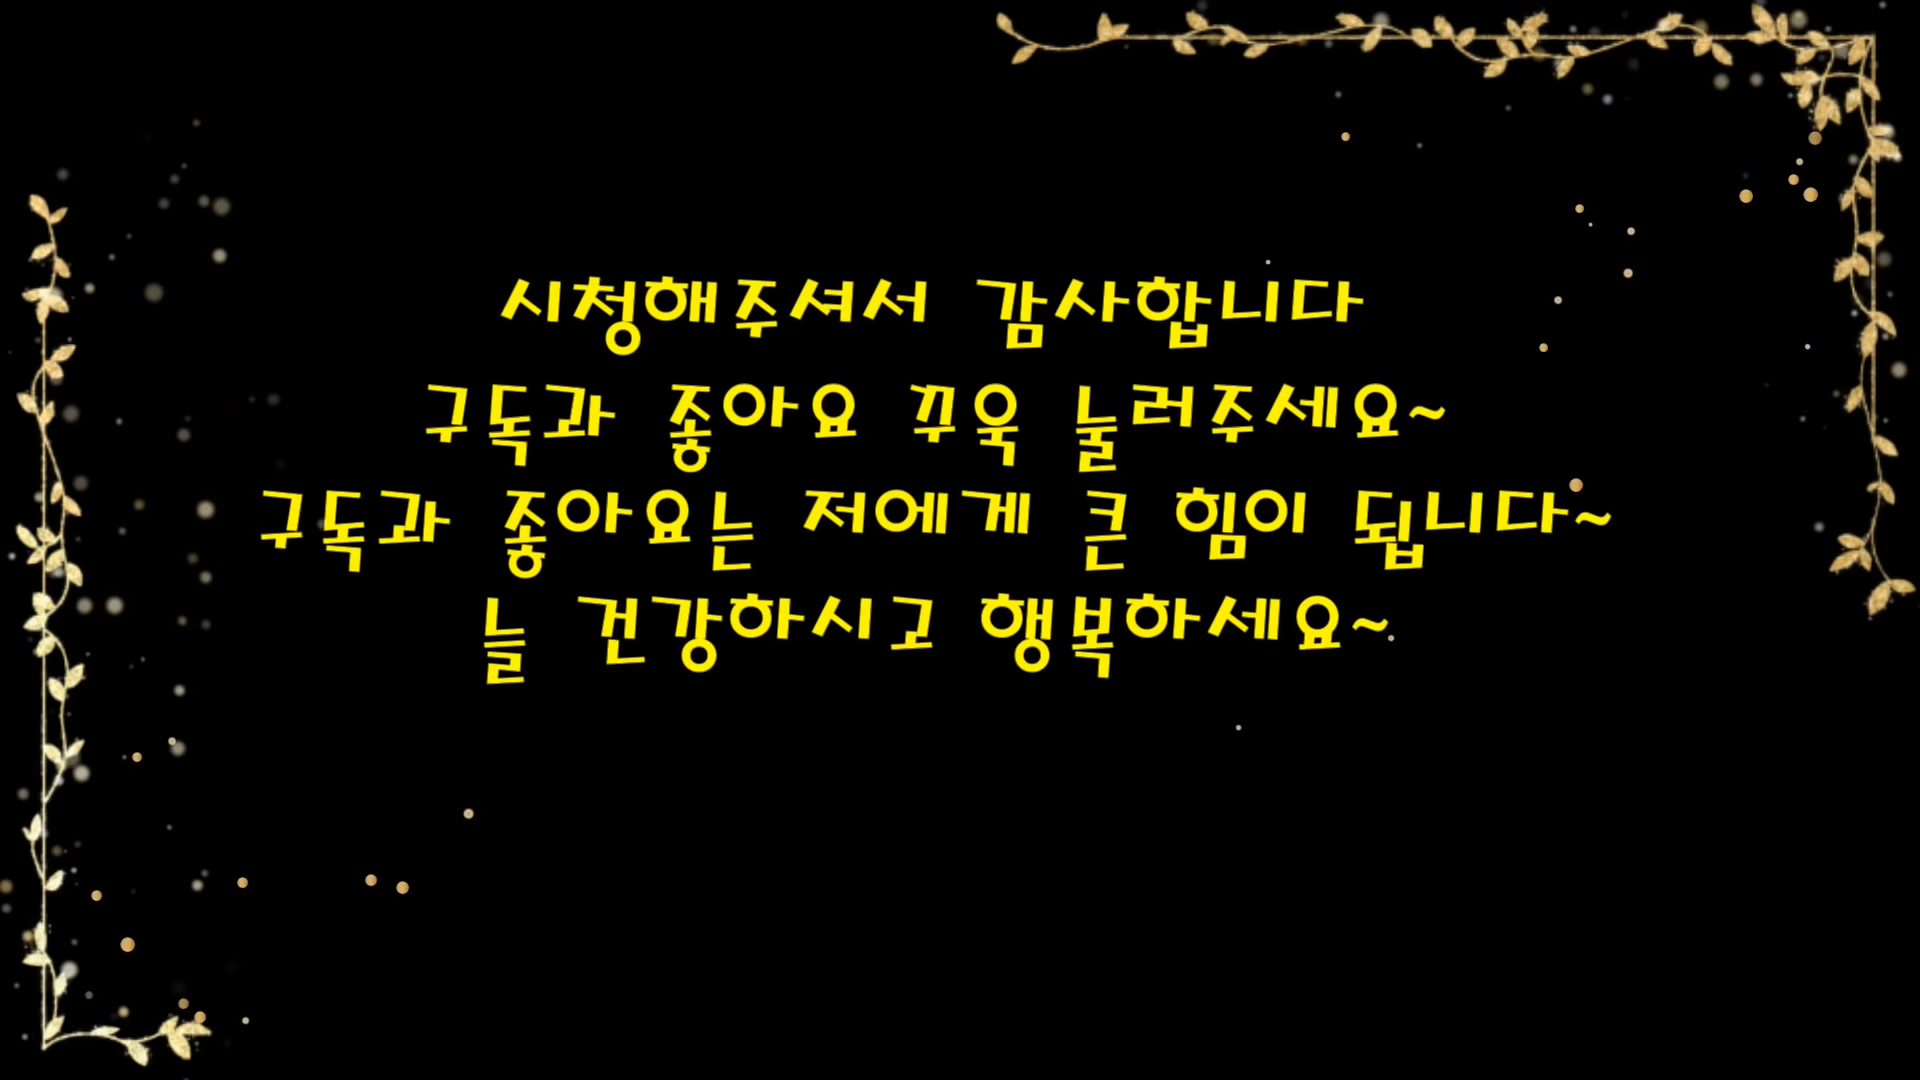 시청해주셔서 감사합니다
구독과 좋아요 꾸욱 눌러주세요~
구독과 좋아요는 저에게 큰 힘이 됩니다~
늘 건강하시고 행복하세요~